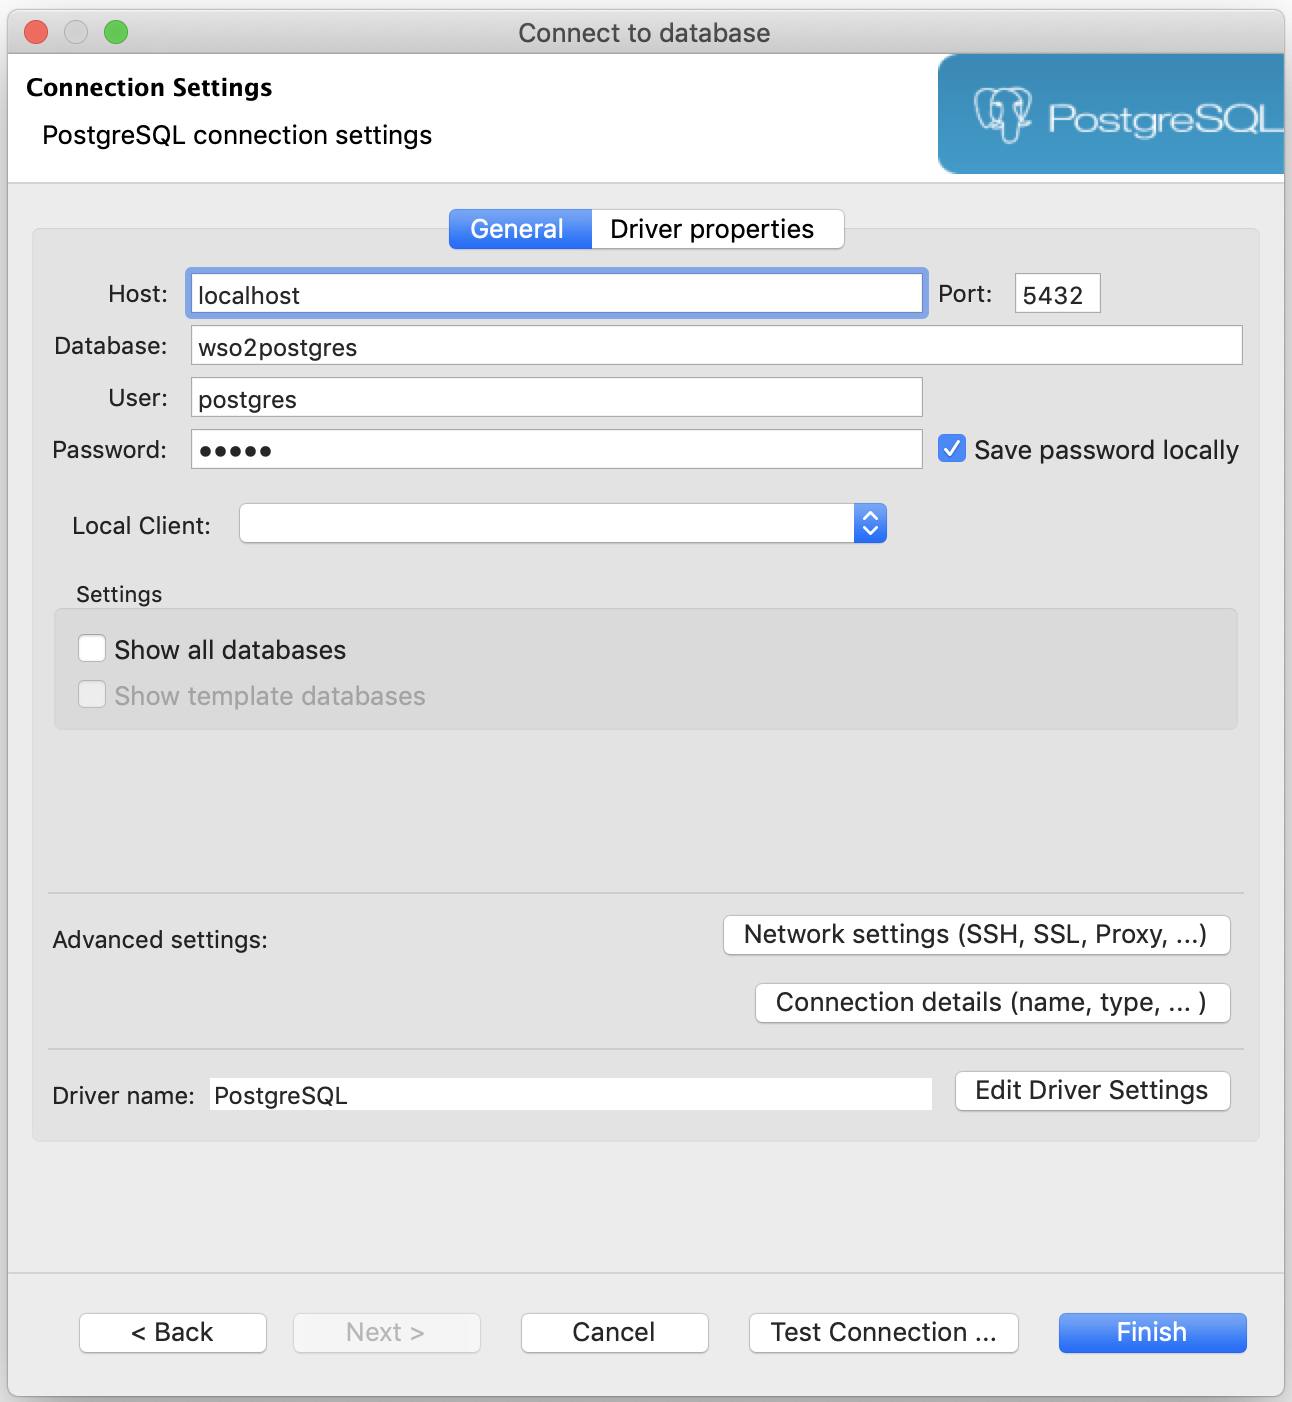 Connect to database
Connection Settings
PostgreSQL connection settings
PostgreSQL
General Driver properties
Host: localhost Port: 5432
Database: wso2postgres
User: postgres
Password: ●●●●● Save password locally
Local Client:
Settings
Show all databases
Show template databases
Advanced settings: Network settings (SSH, SSL, Proxy, ...)
Connection details (name, type, ... )
Driver name: PostgreSQL Edit Driver Settings
< Back Next > Cancel Test Connection ... Finish